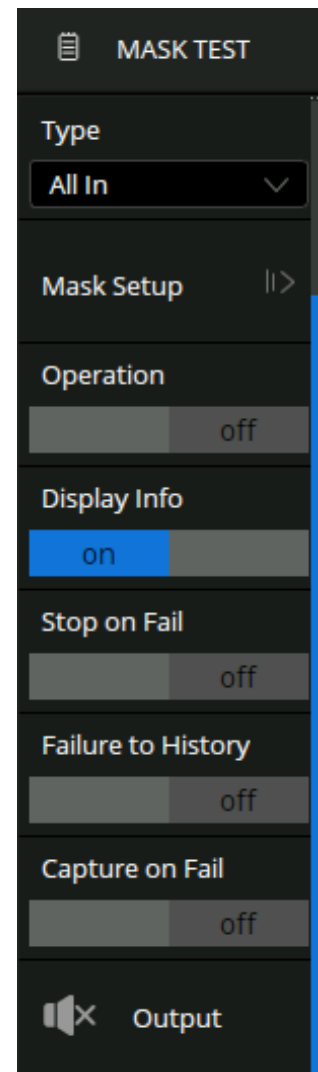 MASK TEST
Type
All In
Mask Setup
Operation
off
Display Info
on
Stop on Fail
off
Failure to History
off
Capture on Fail
off
Output